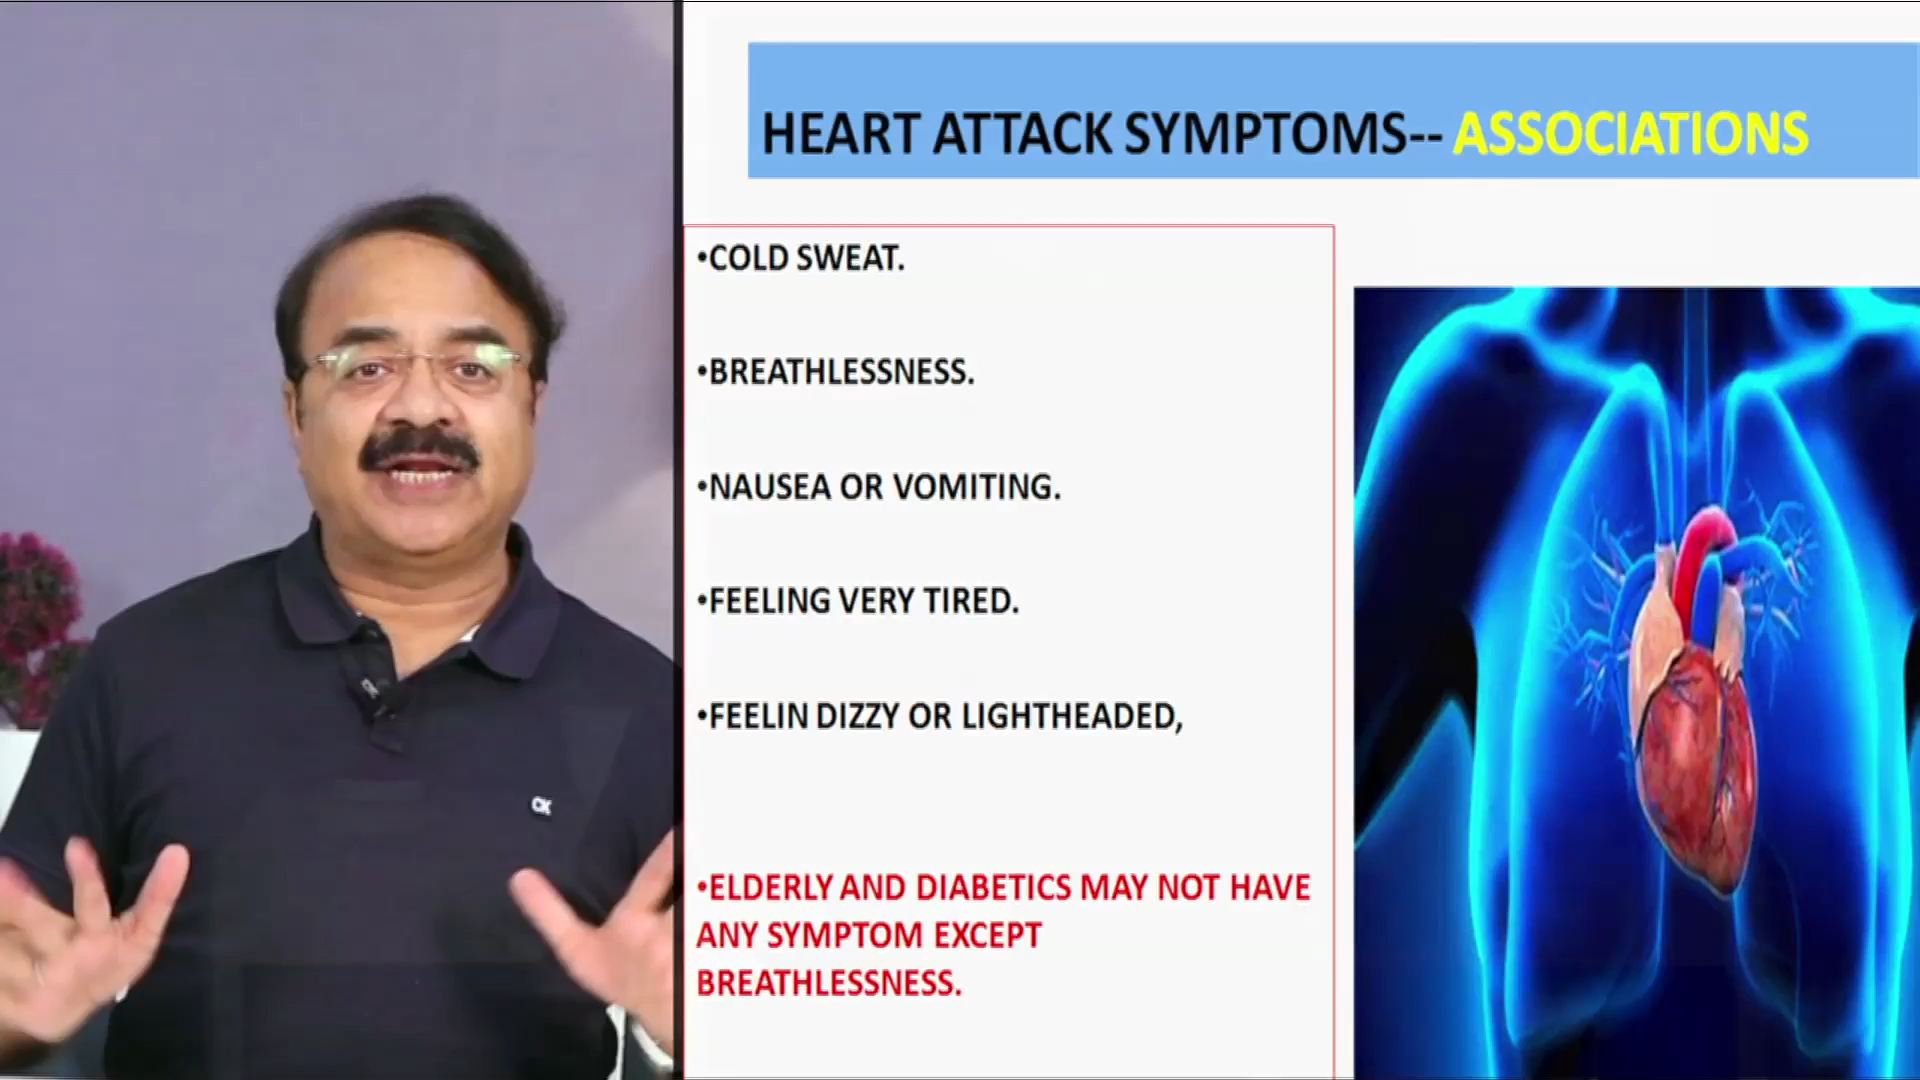 HEART ATTACK SYMPTOMS-- ASSOCIATIONS
•COLD SWEAT.
•BREATHLESSNESS.
•NAUSEA OR VOMITING.
•FEELING VERY TIRED.
•FEELIN DIZZY OR LIGHTHEADED,
•ELDERLY AND DIABETICS MAY NOT HAVE
ANY SYMPTOM EXCEPT
BREATHLESSNESS.
CK